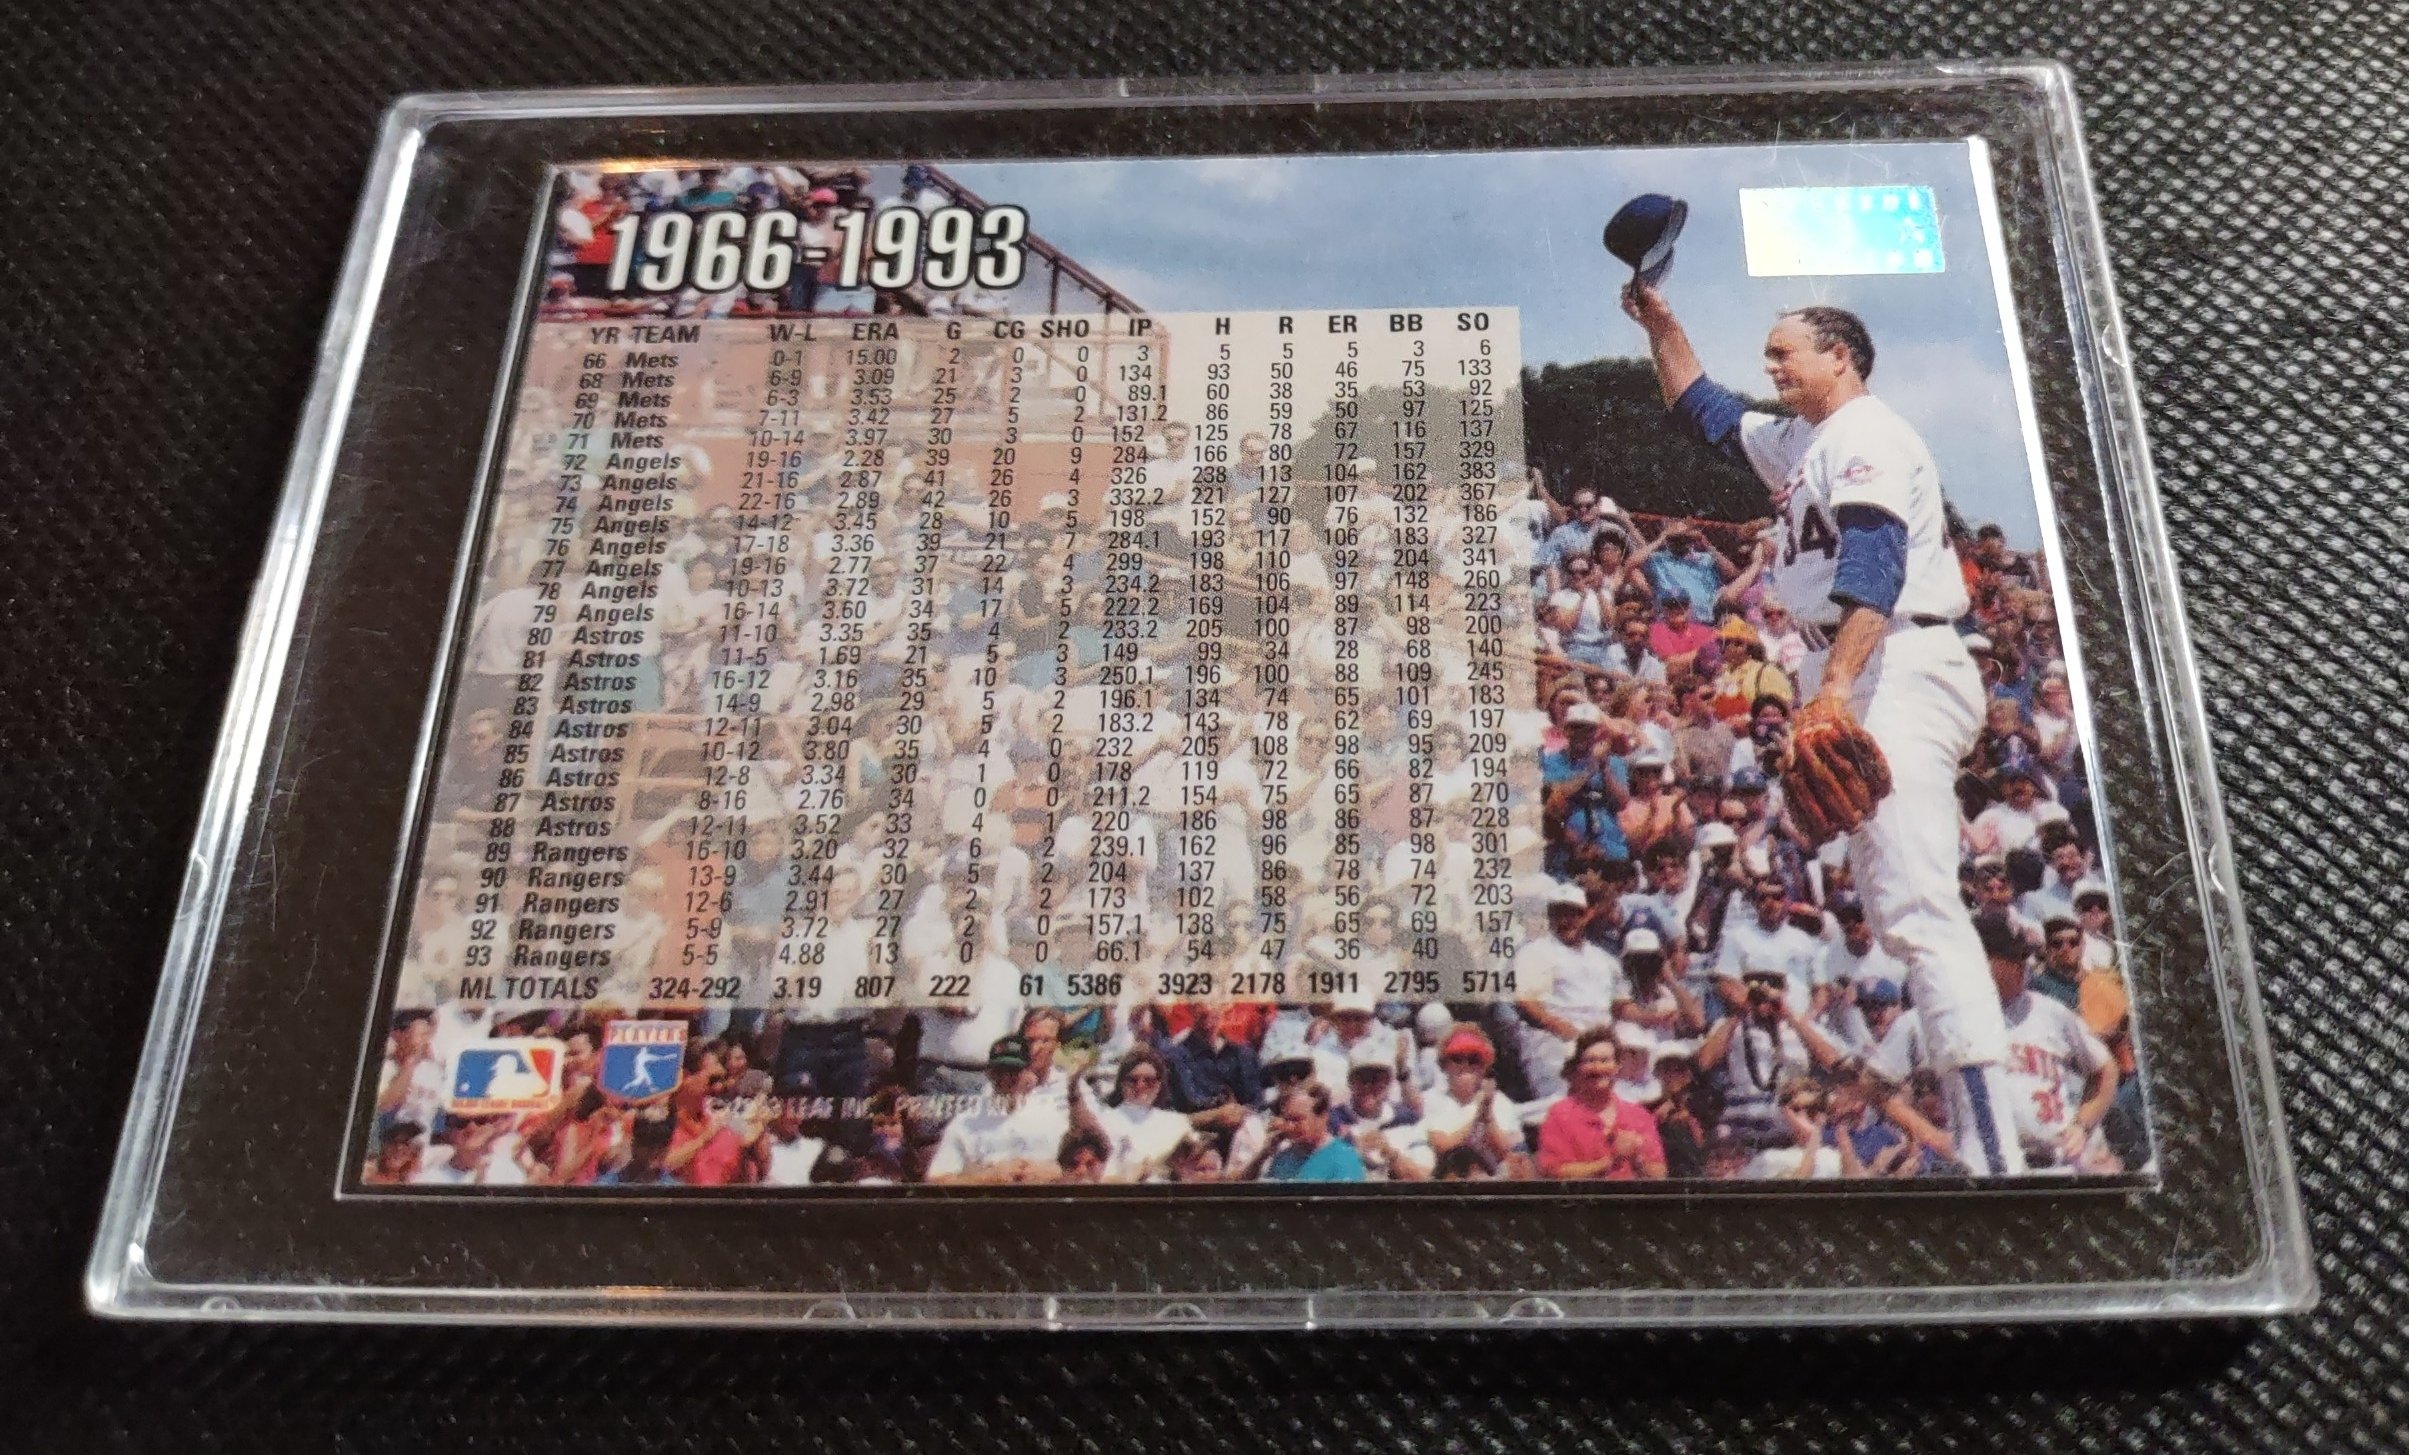 1966-1993
YR TEAM W-L ERA G CG SHO IP H R ER BB SO
66 Mets 0-1 15.00 2 0 0 3 5 5 5 3 6
68 Mets 6-9 3.09 21 3 0 134 93 50 46 75 133
69 Mets 6-3 3.53 25 2 0 89.1 60 38 35 53 92
70 Mets 7-11 3.42 27 5 2 131.2 86 59 50 97 125
71 Mets 10-14 3.97 30 3 0 152 125 78 67 116 137
72 Angels 19-16 2.28 39 20 9 284 166 80 72 157 329
73 Angels 21-16 2.87 41 26 4 326 238 113 104 162 383
74 Angels 22-16 2.89 42 26 3 332.2 221 127 107 202 367
75 Angels 14-12 3.45 28 10 5 198 152 90 76 132 186
76 Angels 17-18 3.36 39 21 7 284.1 193 117 106 183 327
77 Angels 19-16 2.77 37 22 4 299 198 110 92 204 341
78 Angels 10-13 3.72 31 14 3 234.2 183 106 97 148 260
79 Angels 16-14 3.60 34 17 5 222.2 169 104 89 114 223
80 Astros 11-10 3.35 35 4 2 233.2 205 100 87 98 200
81 Astros 11-5 1.69 21 5 3 149 99 34 28 68 140
82 Astros 16-12 3.16 35 10 3 250.1 196 100 88 109 245
83 Astros 14-9 2.98 29 5 2 196.1 134 74 65 101 183
84 Astros 12-11 3.04 30 5 2 183.2 143 78 62 69 197
85 Astros 10-12 3.80 35 4 0 232 205 108 98 95 209
86 Astros 12-8 3.34 30 1 0 178 119 72 66 82 194
87 Astros 8-16 2.76 34 0 0 211.2 154 75 65 87 270
88 Astros 12-11 3.52 33 4 1 220 186 98 86 87 228
89 Rangers 16-10 3.20 32 6 2 239.1 162 96 85 98 301
90 Rangers 13-9 3.44 30 5 2 204 137 86 78 74 232
91 Rangers 12-6 2.91 27 2 2 173 102 58 56 72 203
92 Rangers 5-9 3.72 27 2 0 157.1 138 75 65 69 157
93 Rangers 5-5 4.88 13 0 0 66.1 54 47 36 40 46
ML TOTALS 324-292 3.19 807 222 61 5386 3923 2178 1911 2795 5714
34
PLAYERS
LEAF INC. PRINTED IN